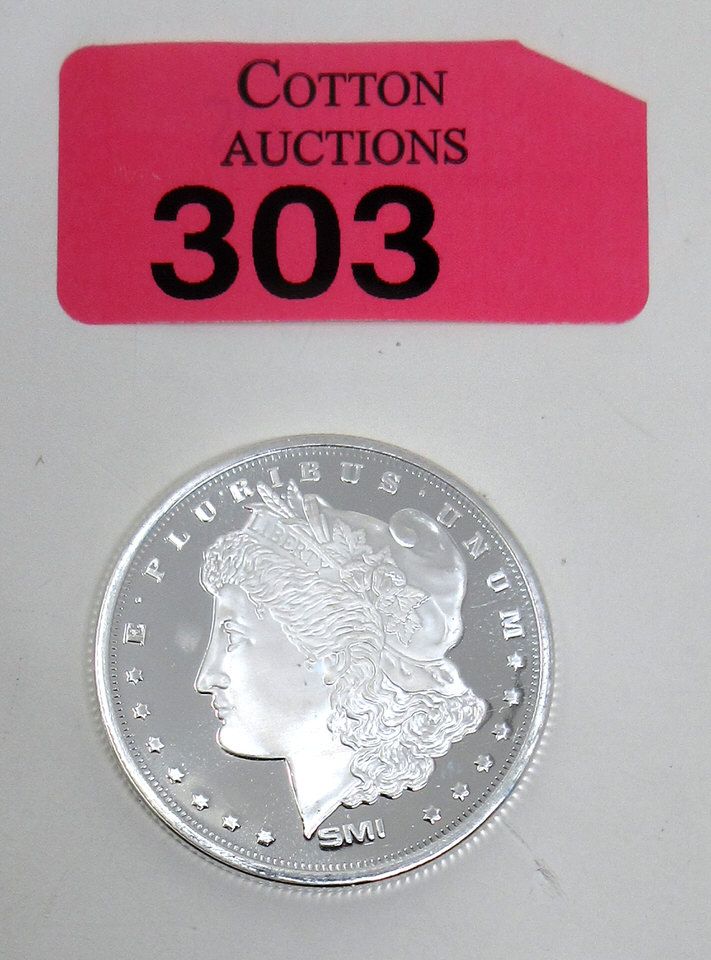 COTTON
AUCTIONS
303
E · PLURIBUS · UNUM
LIBERTY
SMI